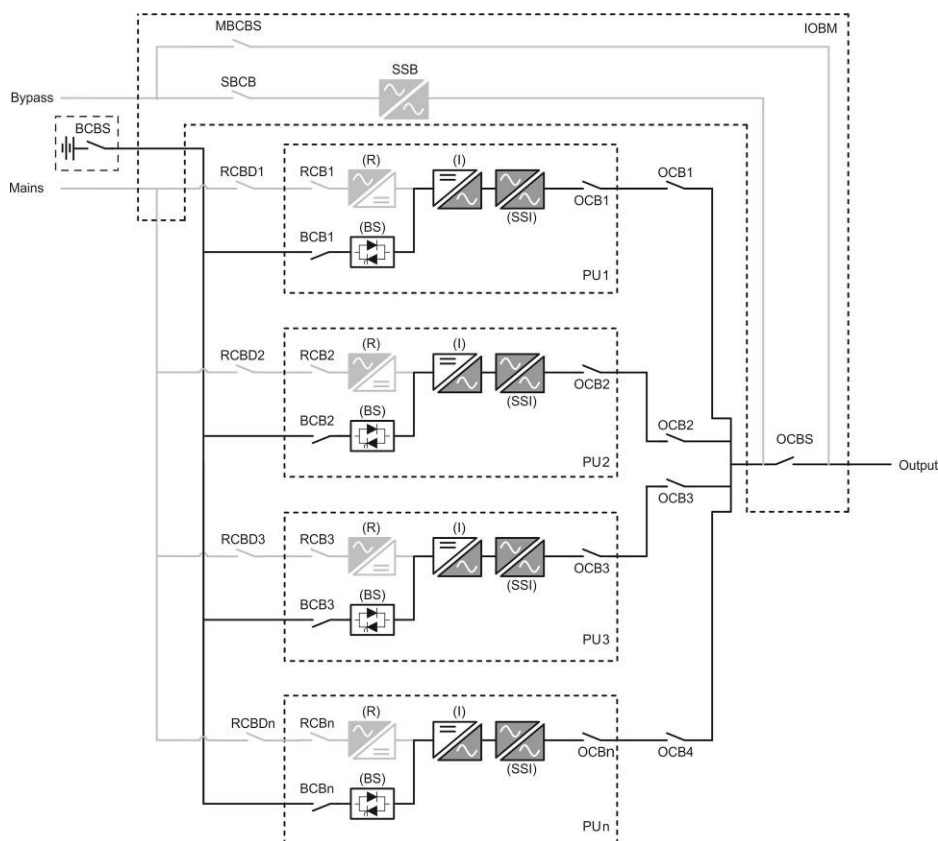 MBCBS
IOBM
SBCB
SSB
Bypass
BCBS
Mains
RCBD1
RCB1
(R)
(I)
(SSI)
OCB1
OCB1
BCB1
(BS)
PU1
RCBD2
RCB2
(R)
(I)
(SSI)
OCB2
BCB2
(BS)
PU2
OCB2
OCBS
Output
OCB3
RCBD3
RCB3
(R)
(I)
(SSI)
OCB3
BCB3
(BS)
PU3
RCBDn
RCBn
(R)
(I)
(SSI)
OCBn
OCB4
BCBn
(BS)
PUn